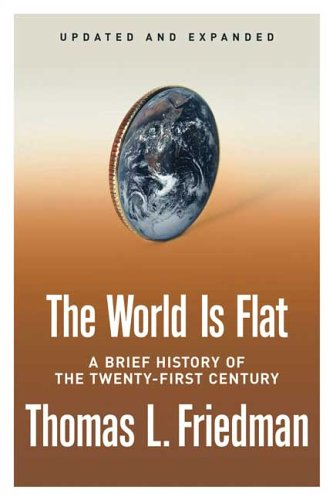 UPDATED AND EXPANDED
The World Is Flat
A BRIEF HISTORY OF
THE TWENTY-FIRST CENTURY
Thomas L. Friedman